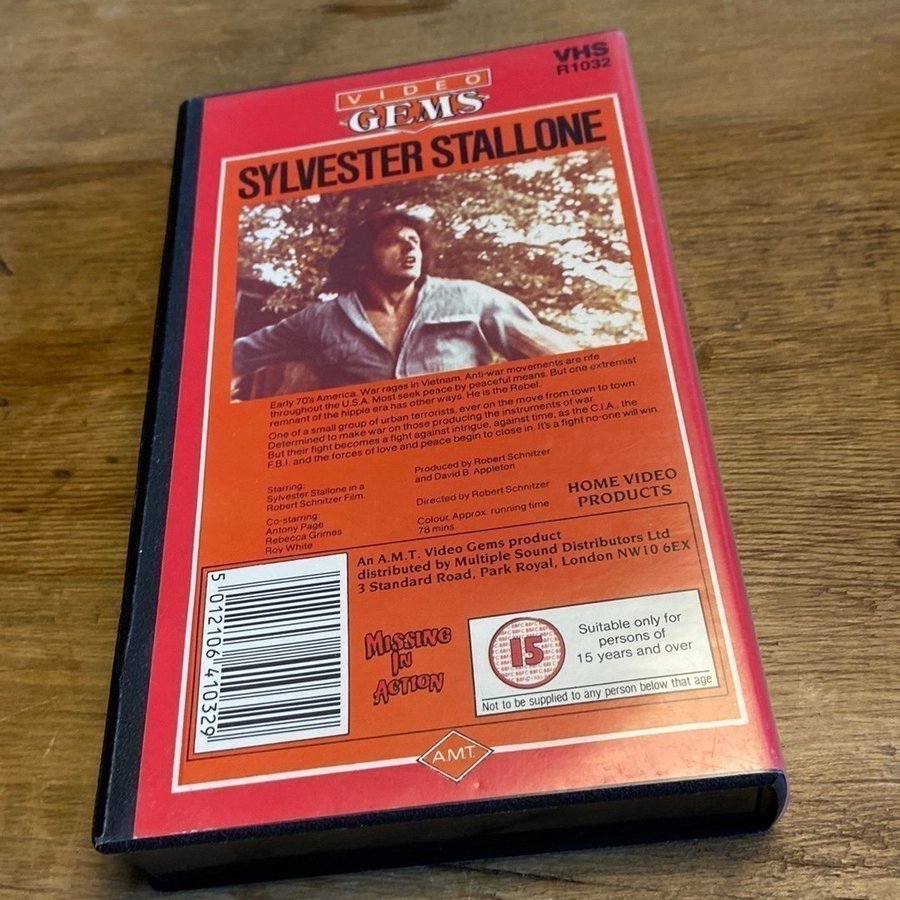 VHS
R1032
VIDEO
GEMS
SYLVESTER STALLONE
Early 70's America. War rages in Vietnam. Anti-war movements are rife
throughout the U.S.A. Most seek peace by peaceful means. But one extremist
remnant of the hippie era has other ways. He is the Rebel.
One of a small group of urban terrorists, ever on the move from town to town.
Determined to make war on those producing the instruments of war.
But their fight becomes a fight against intrigue, against time, as the C.I.A., the
F.B.I. and the forces of love and peace begin to close in. It's a fight no-one will win.
Starring:
Sylvester Stallone in a
Robert Schnitzer Film.
Co-starring:
Antony Page
Rebecca Grimes
Roy White
Produced by Robert Schnitzer
and David B. Appleton
Directed by Robert Schnitzer
Colour. Approx. running time
78 mins.
HOME VIDEO
PRODUCTS
An A.M.T. Video Gems product
distributed by Multiple Sound Distributors Ltd
3 Standard Road, Park Royal, London NW10 6EX
5 012106 410329
MISSING
IN
ACTION
15
Suitable only for
persons of
15 years and over
Not to be supplied to any person below that age
A.M.T.